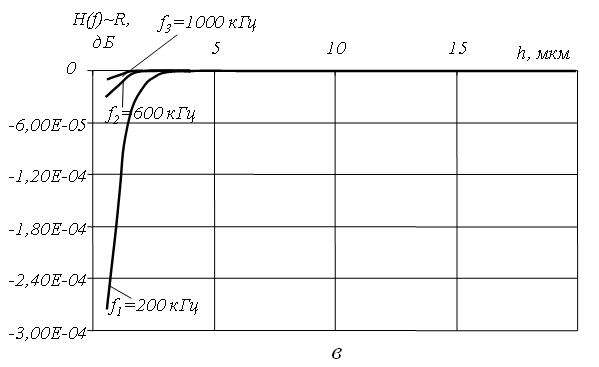 H(f)~R,
дБ
f3=1000 кГц
5
10
15
h, мкм
0
f2=600 кГц
-6,00E-05
-1,20E-04
-1,80E-04
-2,40E-04
f1=200 кГц
-3,00E-04
в